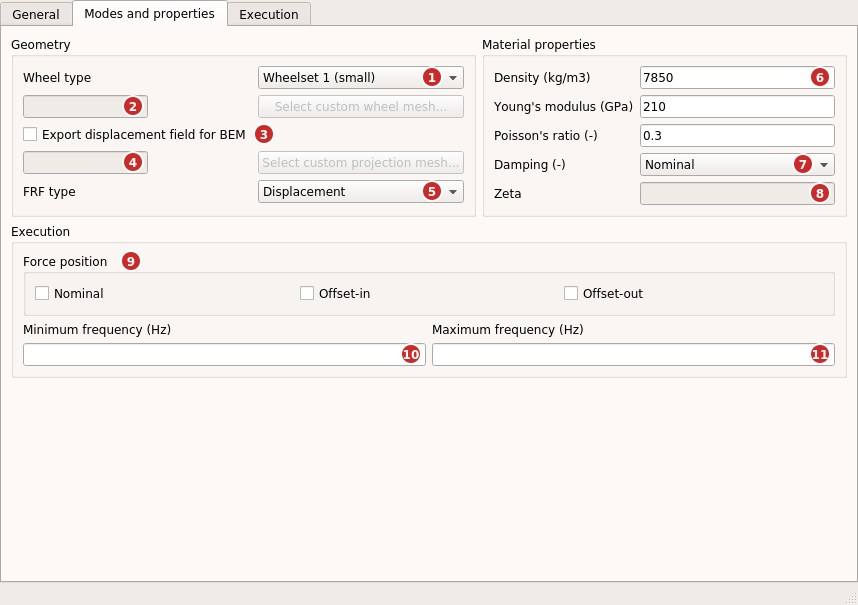 General Modes and properties Execution
Geometry
Wheel type Wheelset 1 (small) 1
2 Select custom wheel mesh...
Export displacement field for BEM 3
4 Select custom projection mesh...
FRF type Displacement 5
Material properties
Density (kg/m3) 7850 6
Young's modulus (GPa) 210
Poisson's ratio (-) 0.3
Damping (-) Nominal 7
Zeta 8
Execution
Force position 9
Nominal Offset-in Offset-out
Minimum frequency (Hz) Maximum frequency (Hz)
10 11